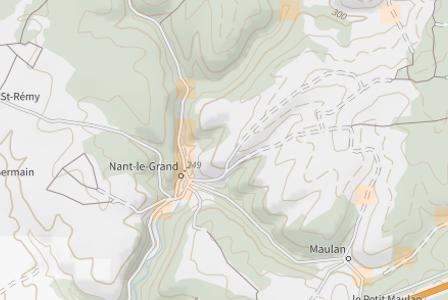 300
St-Rémy
Nant-le-Grand 249
ermain
Maulan
le Petit Maulan